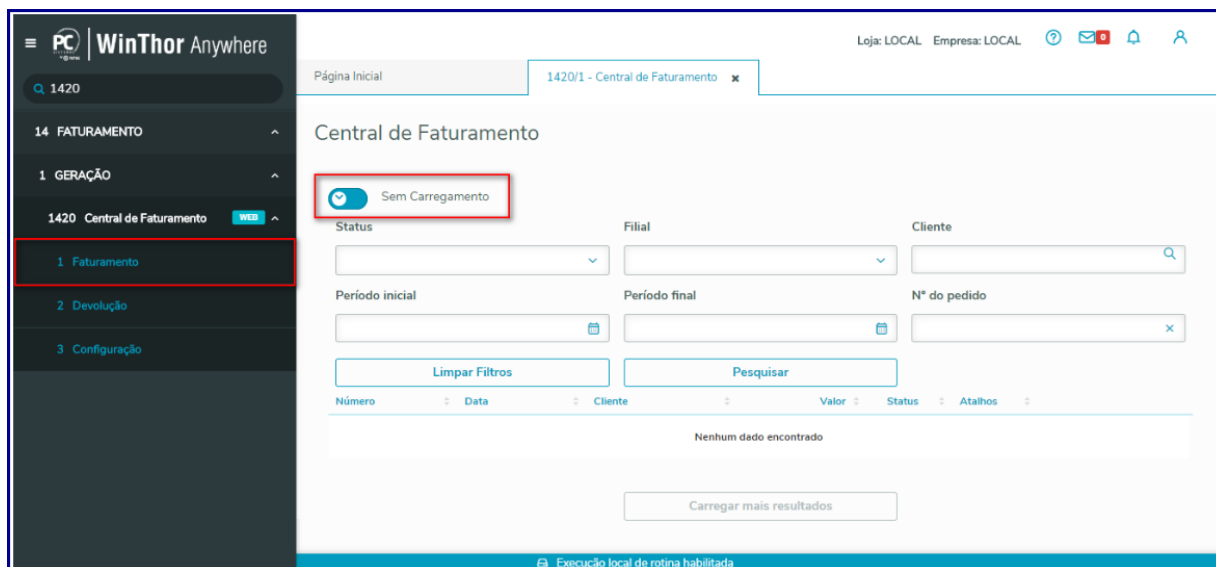 PC | WinThor Anywhere
1420
14 FATURAMENTO
1 GERAÇÃO
1420 Central de Faturamento WEB
1 Faturamento
2 Devolução
3 Configuração
Loja: LOCAL Empresa: LOCAL
0
Página Inicial
1420/1 - Central de Faturamento
Central de Faturamento
Sem Carregamento
Status Filial Cliente
Período inicial Período final N° do pedido
Limpar Filtros Pesquisar
Número Data Cliente Valor Status Atalhos
Nenhum dado encontrado
Carregar mais resultados
Execução local de rotina habilitada